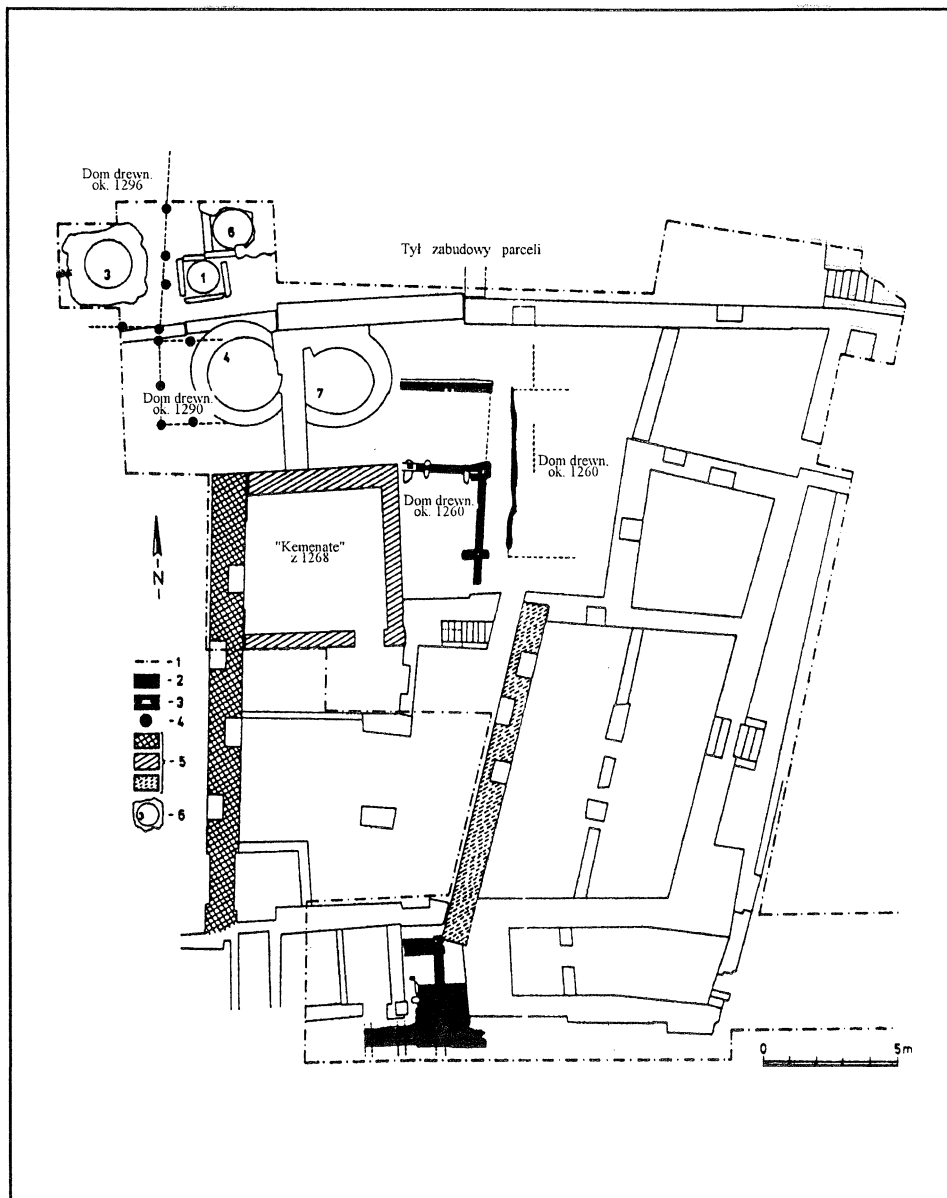 Dom drewn.
ok. 1296
6
3
1
Tył zabudowy parceli
4
7
Dom drewn.
ok. 1290
Dom drewn.
ok. 1260
Dom drewn.
ok. 1260
"Kemenate"
z 1268
N
- 1
- 2
- 3
- 4
- 5
- 6
0 5m